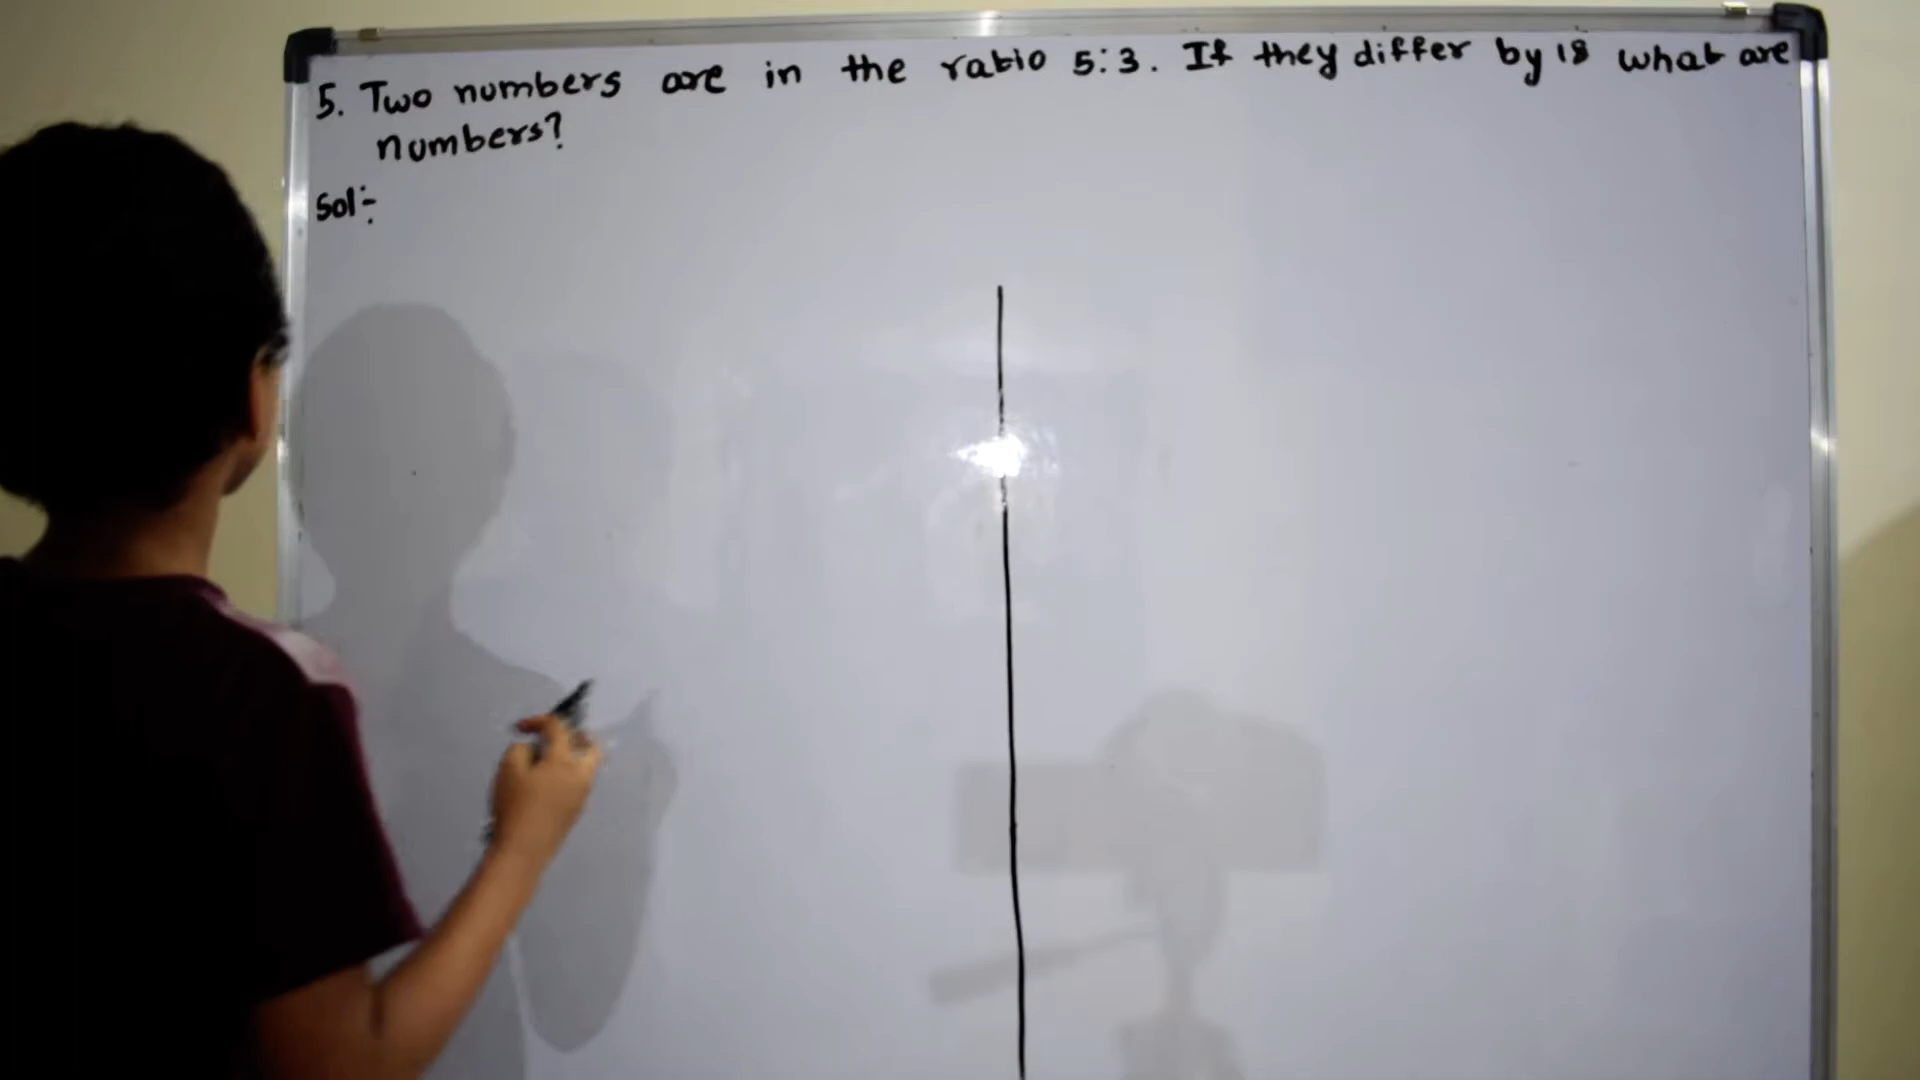 5. Two numbers are in the ratio 5:3. If they differ by 18 what are
numbers?
Sol:-